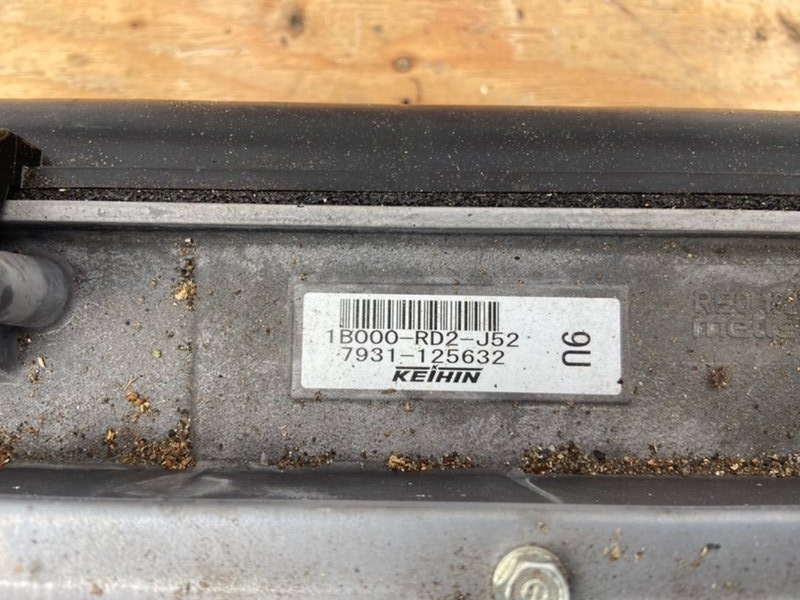 1B000-RD2-J52
7931-125632
KEIHIN
9U